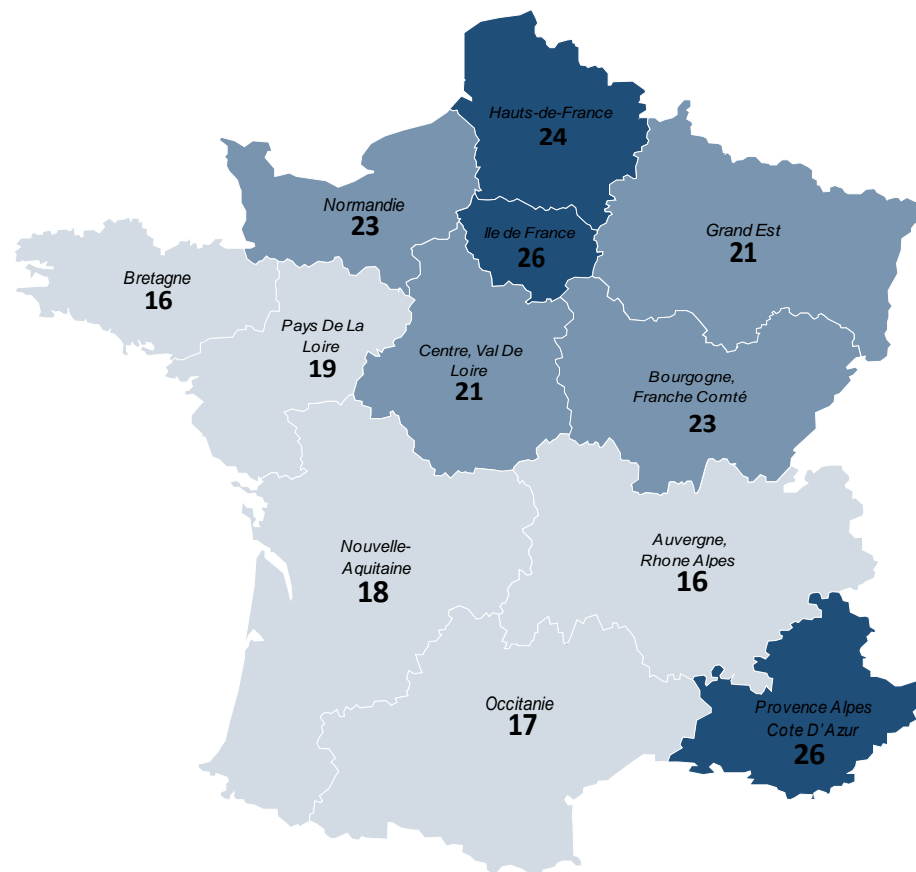 Hauts-de-France
24
Normandie
23
Ile de France
26
Grand Est
21
Bretagne
16
Pays De La
Loire
19
Centre, Val De
Loire
21
Bourgogne,
Franche Comté
23
Nouvelle-
Aquitaine
18
Auvergne,
Rhone Alpes
16
Occitanie
17
Provence Alpes
Cote D'Azur
26